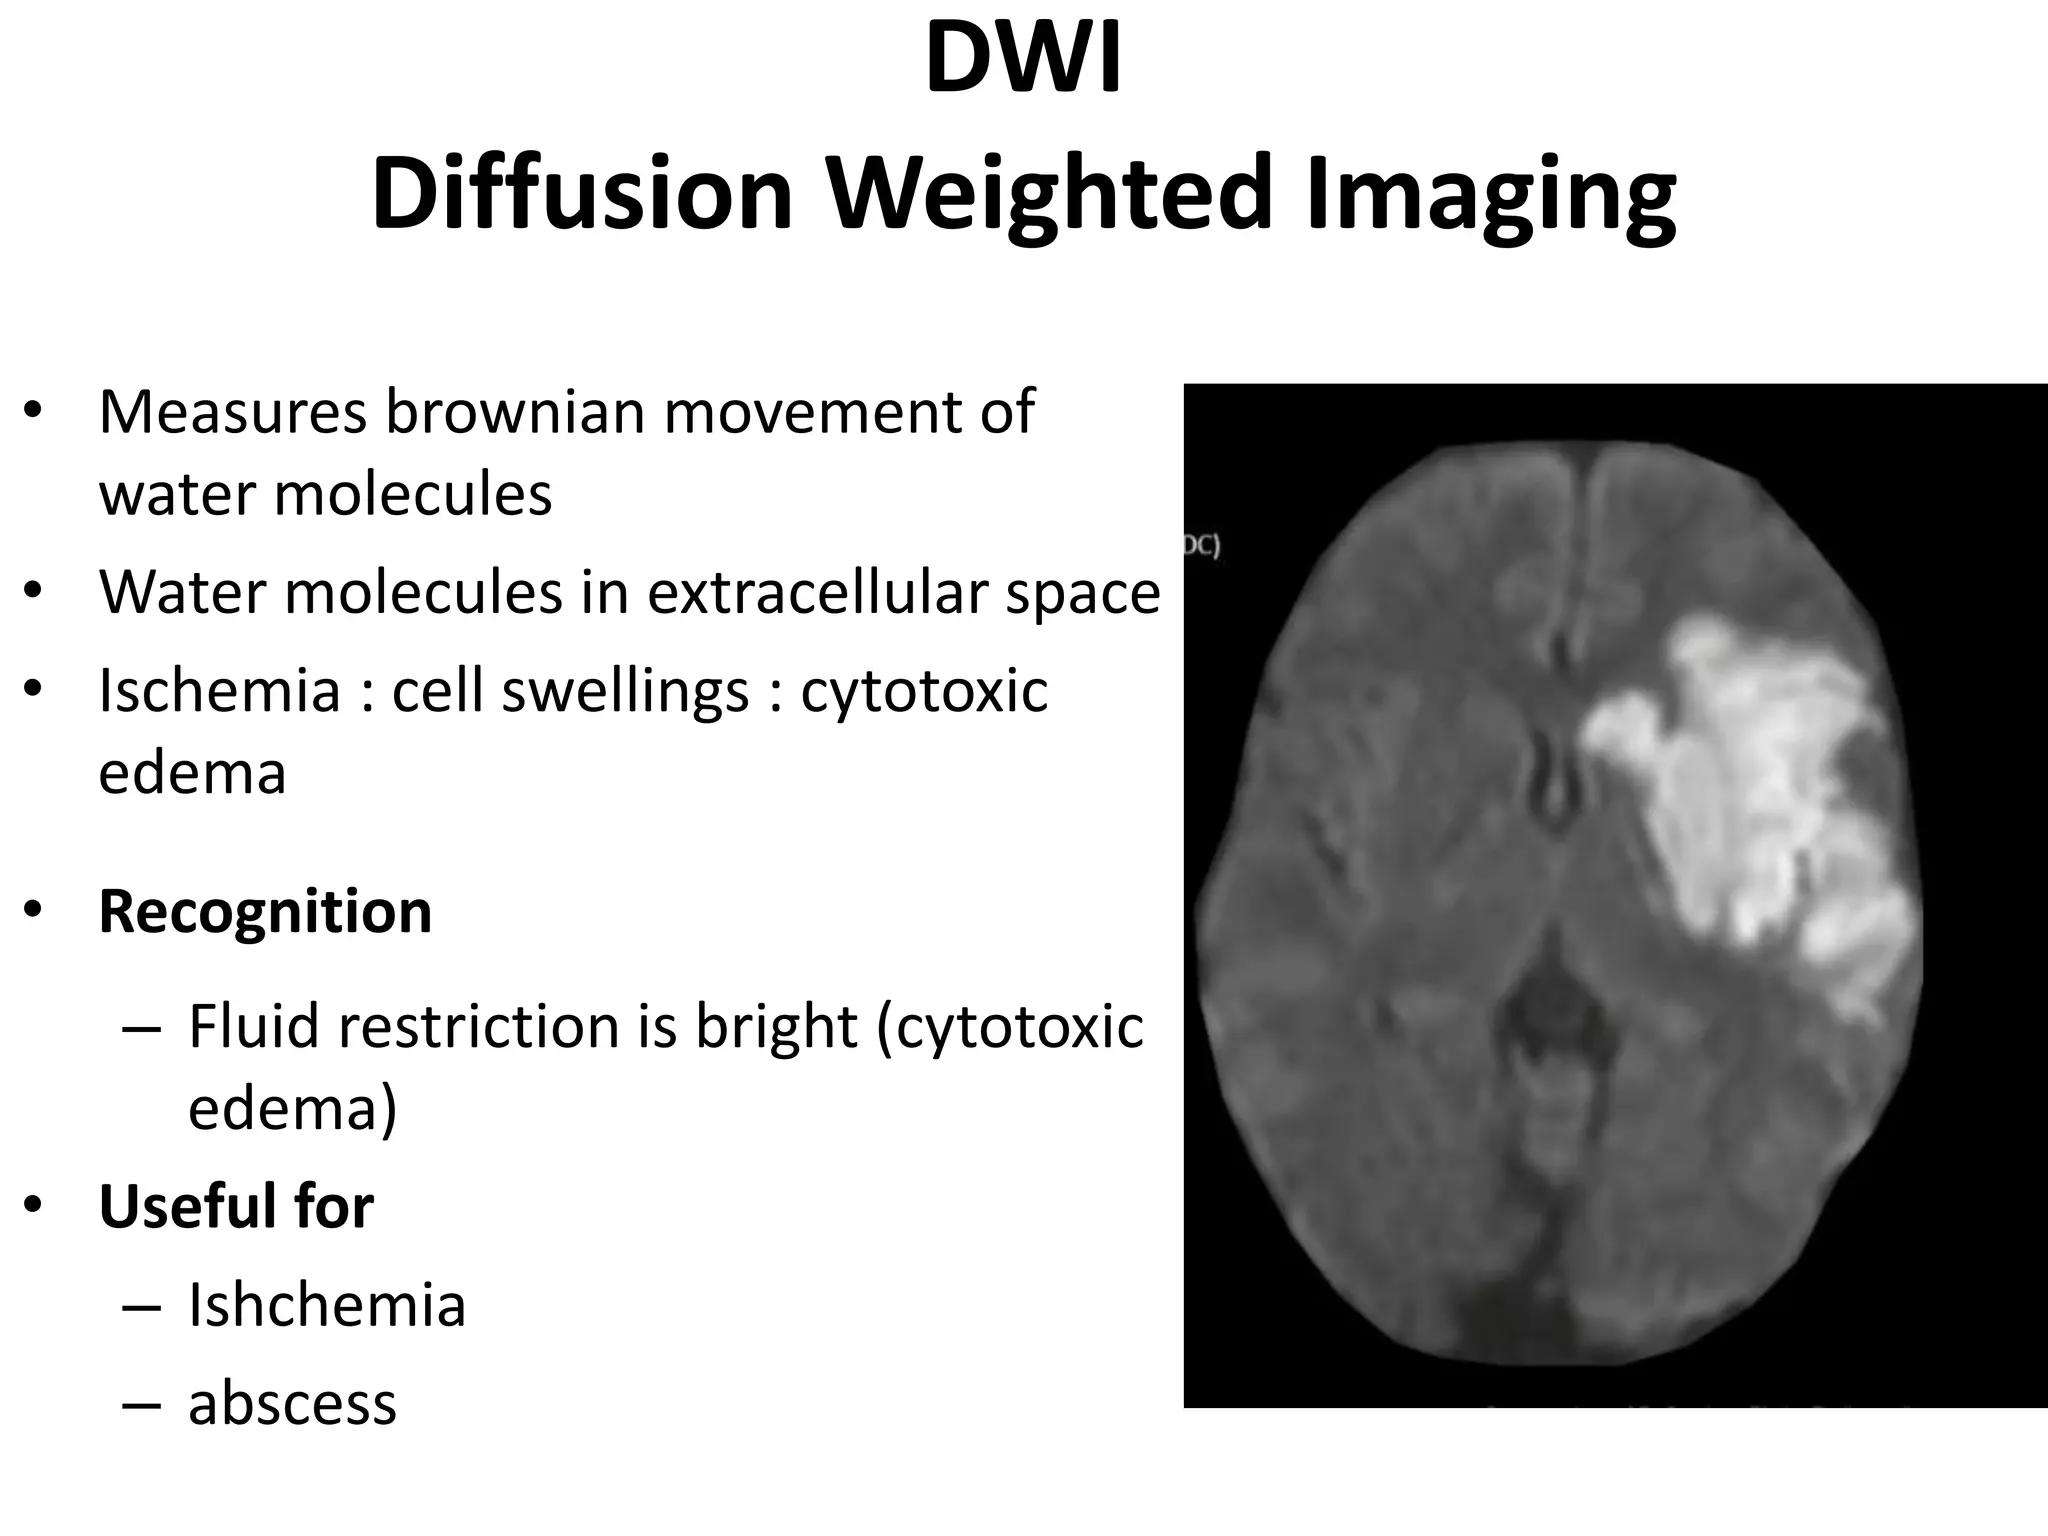 DWI
Diffusion Weighted Imaging
• Measures brownian movement of
water molecules
• Water molecules in extracellular space
• Ischemia : cell swellings : cytotoxic
edema
• Recognition
– Fluid restriction is bright (cytotoxic
edema)
• Useful for
– Ishchemia
– abscess
DC)